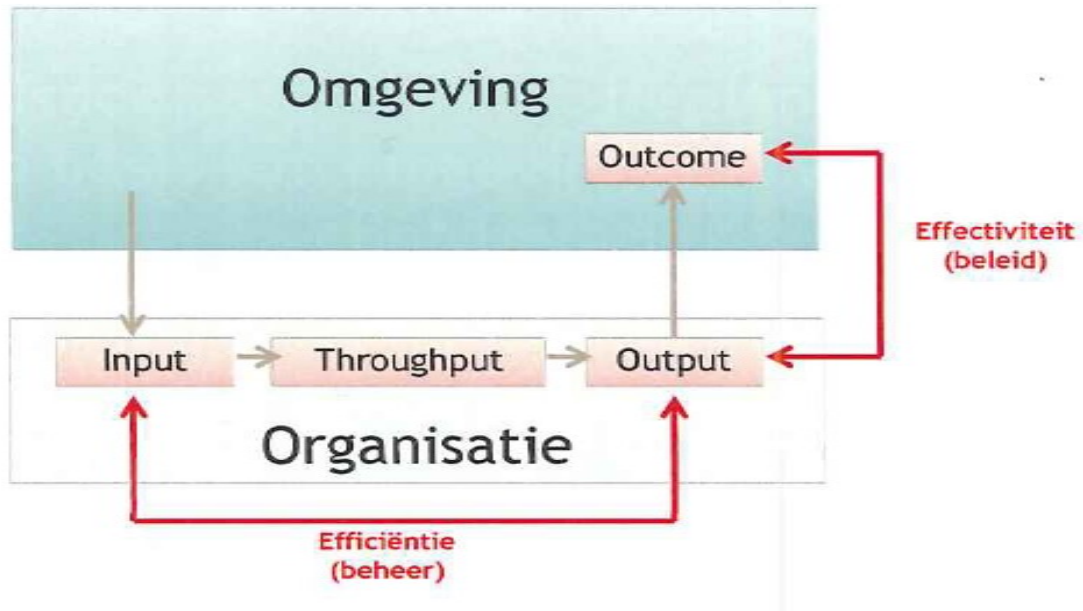 Omgeving
Outcome
Effectiviteit
(beleid)
Input
Throughput
Output
Organisatie
Efficiëntie
(beheer)